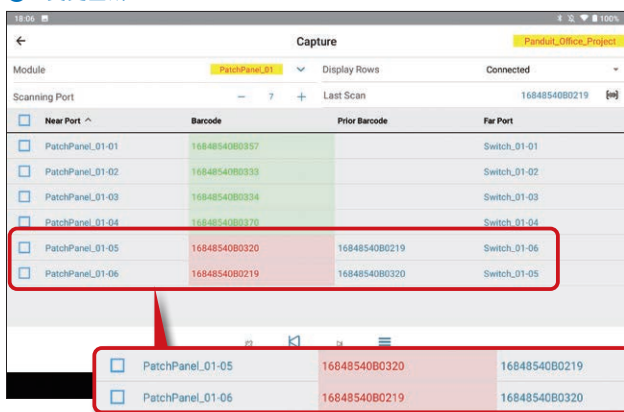 18:06 100%
Capture Panduit_Office_Project
Module PatchPanel_01 Display Rows Connected
Scanning Port − 7 + Last Scan 16848540B0219
Near Port Barcode Prior Barcode Far Port
PatchPanel_01-01 16848540B0357 Switch_01-01
PatchPanel_01-02 16848540B0333 Switch_01-02
PatchPanel_01-03 16848540B0334 Switch_01-03
PatchPanel_01-04 16848540B0370 Switch_01-04
PatchPanel_01-05 16848540B0320 16848540B0219 Switch_01-06
PatchPanel_01-06 16848540B0219 16848540B0320 Switch_01-05
PatchPanel_01-05 16848540B0320 16848540B0219
PatchPanel_01-06 16848540B0219 16848540B0320